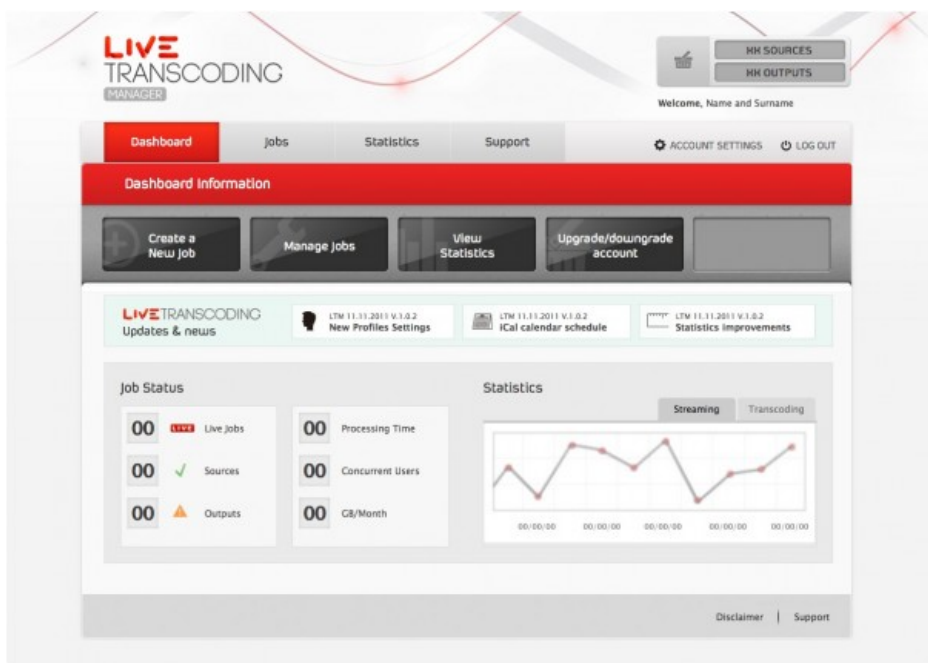 LIVE
TRANSCODING
MANAGER
HH SOURCES
HH OUTPUTS
Welcome, Name and Surname
Dashboard
Jobs
Statistics
Support
ACCOUNT SETTINGS
LOG OUT
Dashboard Information
Create a
New Job
Manage Jobs
View
Statistics
Upgrade/downgrade
account
LIVETRANSCODING
Updates & news
LTM 11.11.2011 V.1.0.2
New Profiles Settings
LTM 11.11.2011 V.1.0.2
iCal calendar schedule
LTM 11.11.2011 V.1.0.2
Statistics improvements
Job Status
00 LIVE Live Jobs
00 Sources
00 Outputs
00 Processing Time
00 Concurrent Users
00 GB/Month
Statistics
Streaming
Transcoding
00/00/00 00/00/00 00/00/00 00/00/00 00/00/00
Disclaimer | Support